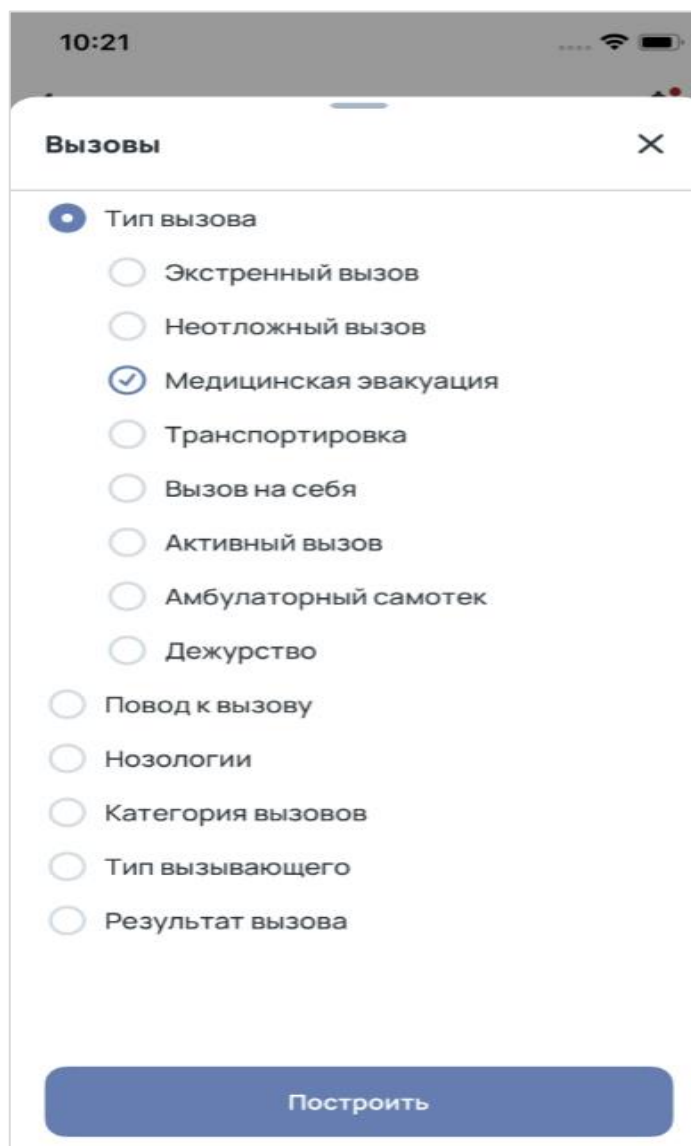 10:21
Вызовы
Тип вызова
Экстренный вызов
Неотложный вызов
Медицинская эвакуация
Транспортировка
Вызов на себя
Активный вызов
Амбулаторный самотек
Дежурство
Повод к вызову
Нозологии
Категория вызовов
Тип вызывающего
Результат вызова
Построить